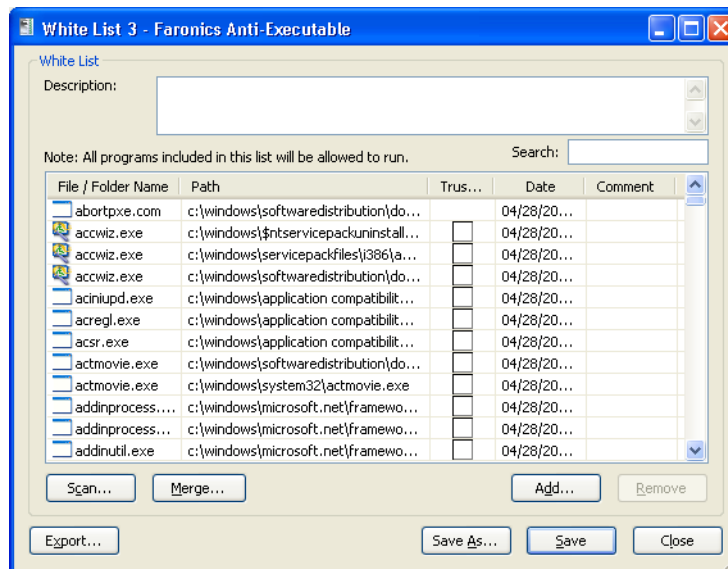 White List 3 - Faronics Anti-Executable
White List
Description:
Note: All programs included in this list will be allowed to run.
Search:
File / Folder Name Path Trus... Date Comment
abortpxe.com c:\windows\softwaredistribution\do... 04/28/20...
accwiz.exe c:\windows\$ntservicepackuninstall... 04/28/20...
accwiz.exe c:\windows\servicepackfiles\i386\a... 04/28/20...
accwiz.exe c:\windows\softwaredistribution\do... 04/28/20...
aciniupd.exe c:\windows\application compatibilit... 04/28/20...
acregl.exe c:\windows\application compatibilit... 04/28/20...
acsr.exe c:\windows\application compatibilit... 04/28/20...
actmovie.exe c:\windows\softwaredistribution\do... 04/28/20...
actmovie.exe c:\windows\system32\actmovie.exe 04/28/20...
addinprocess.... c:\windows\microsoft.net\framewo... 04/28/20...
addinprocess.... c:\windows\microsoft.net\framewo... 04/28/20...
addinutil.exe c:\windows\microsoft.net\framewo... 04/28/20...
Scan... Merge... Add... Remove
Export... Save As... Save Close